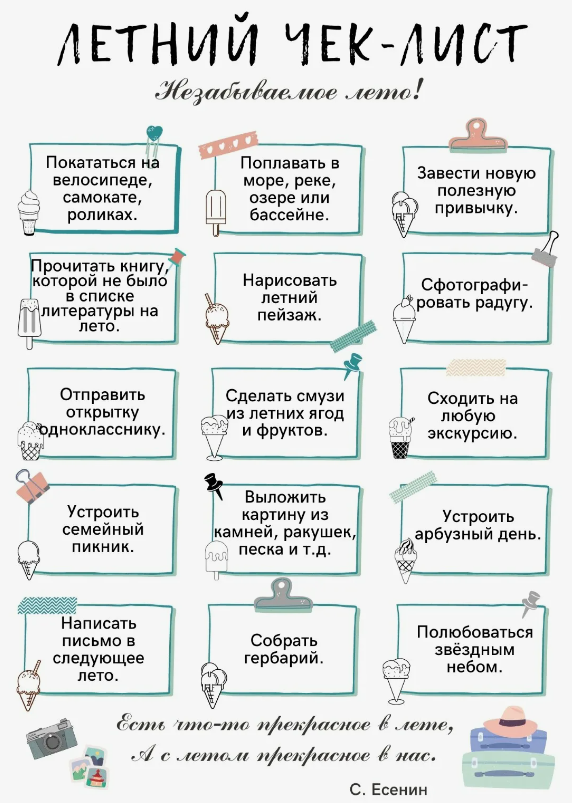 ЛЕТНИЙ ЧЕК-ЛИСТ
Незабываемое лето!
Покататься на
велосипеде,
самокате,
роликах.
Поплавать в
море, реке,
озере или
бассейне.
Завести новую
полезную
привычку.
Прочитать книгу,
которой не было
в списке
литературы на
лето.
Нарисовать
летний
пейзаж.
Сфотографи-
ровать радугу.
Отправить
открытку
однокласснику.
Сделать смузи
из летних ягод
и фруктов.
Сходить на
любую
экскурсию.
Устроить
семейный
пикник.
Выложить
картину из
камней, ракушек,
песка и т.д.
Устроить
арбузный день.
Написать
письмо в
следующее
лето.
Собрать
гербарий.
Полюбоваться
звёздным
небом.
Есть что-то прекрасное в лете,
А с летом прекрасное в нас.
С. Есенин